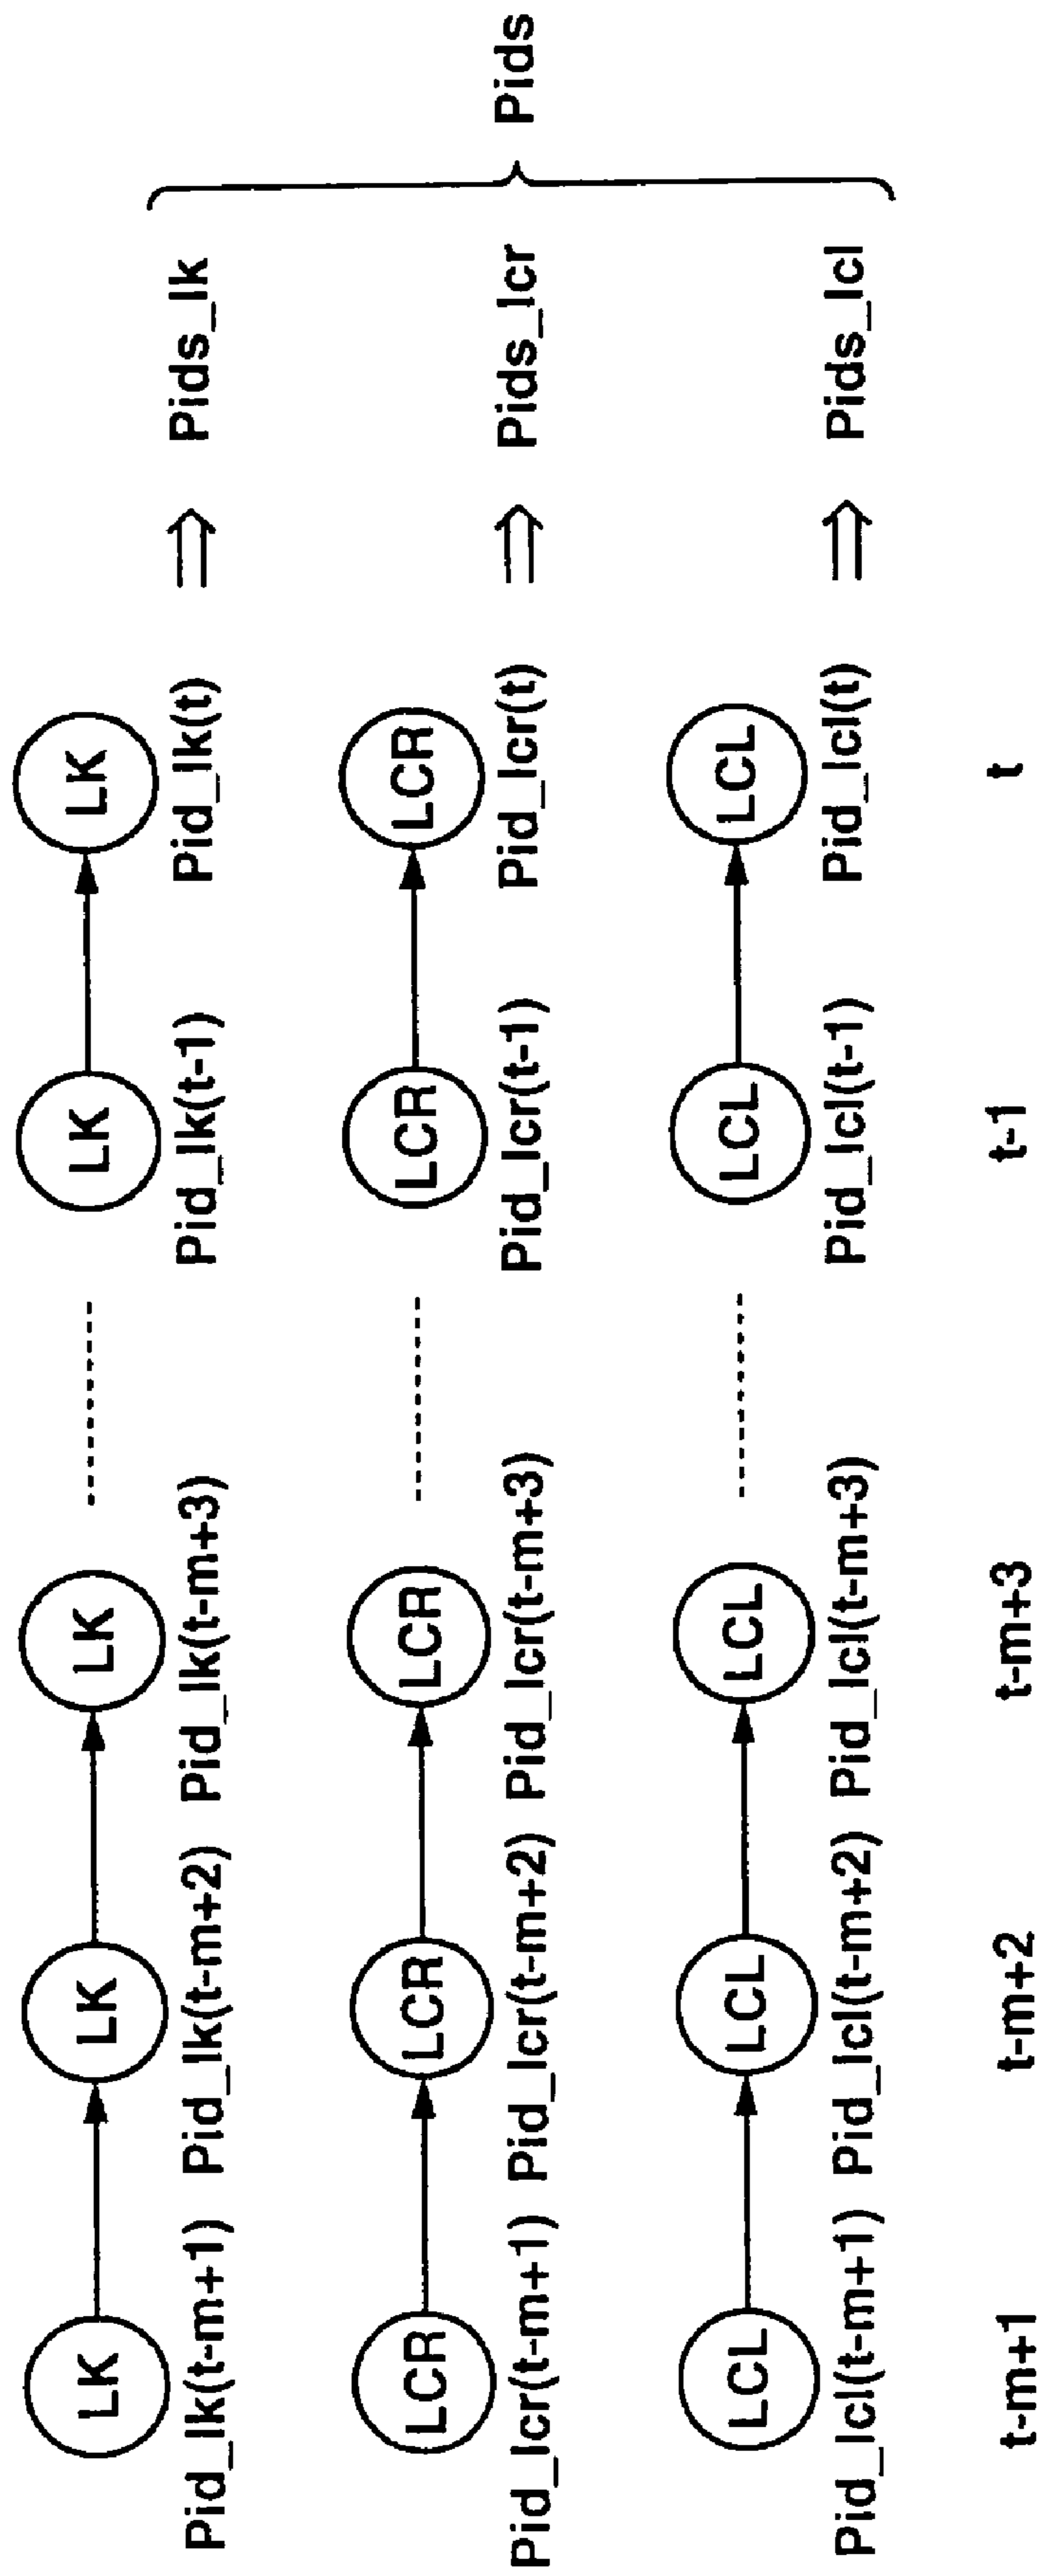 LK LK LK LK LK
Pid_lk(t-m+1) Pid_lk(t-m+2) Pid_lk(t-m+3) Pid_lk(t-1) Pid_lk(t) ⇒ Pids_lk
LCR LCR LCR LCR LCR
Pid_lcr(t-m+1) Pid_lcr(t-m+2) Pid_lcr(t-m+3) Pid_lcr(t-1) Pid_lcr(t) ⇒ Pids_lcr
Pids
LCL LCL LCL LCL LCL
Pid_lcl(t-m+1) Pid_lcl(t-m+2) Pid_lcl(t-m+3) Pid_lcl(t-1) Pid_lcl(t) ⇒ Pids_lcl
t-m+1 t-m+2 t-m+3 t-1 t